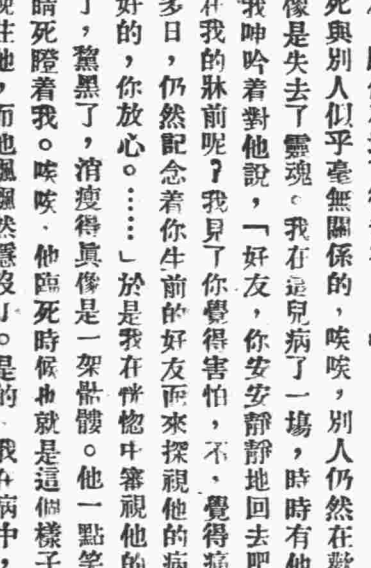 死與別人似乎毫無關係的，唉唉，別人仍然在歡
像是失去了靈魂。我在這兒病了一場，時時有他
我呻吟着對他說，「好友，你安安靜靜地回去吧
在我的牀前呢？我見了你覺得害怕，不，覺得痛
多日，仍然記念着你生前的好友而來探視他的病
好的，你放心。……」於是我在恍惚中審視他的
了，黧黑了，消瘦得眞像是一架骷髏。他一點笑
睛死瞪着我。唉唉，他臨死時候也就是這個樣子
住他，而他飄飄然隱沒了。是的，我在病中，